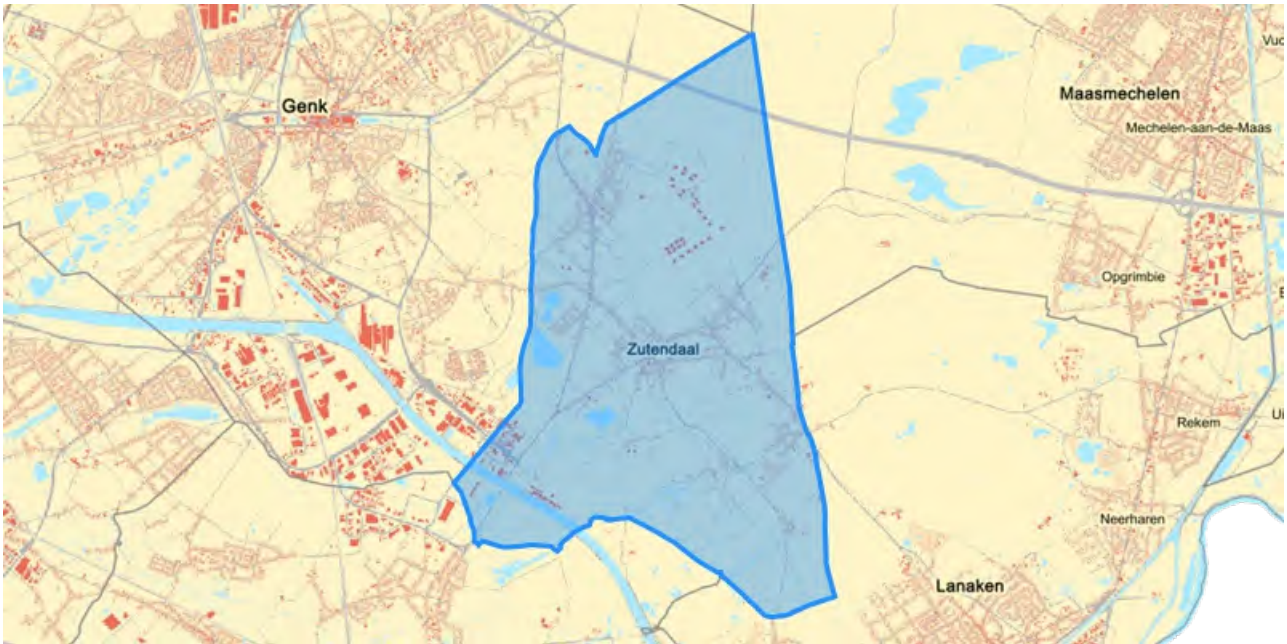 Genk
Maasmechelen
Mechelen-aan-de-Maas
Opgrimbie
Zutendaal
Rekem
Neerharen
Lanaken